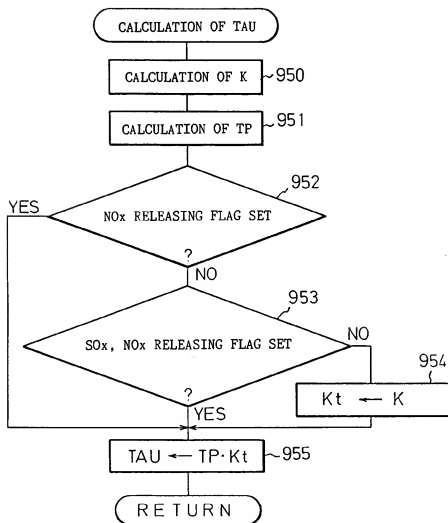 CALCULATION OF TAU
CALCULATION OF K
950
CALCULATION OF TP
951
952
YES
NOx RELEASING FLAG SET
?
NO
953
SOx, NOx RELEASING FLAG SET
NO
954
?
YES
Kt ← K
TAU ← TP·Kt
955
RETURN